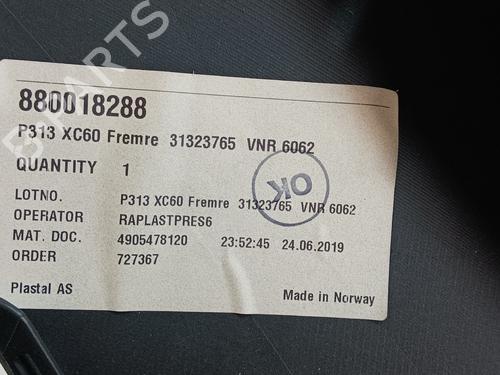 B-PARTS
880018288
P313 XC60 Fremre 31323765 VNR 6062
QUANTITY 1
LOTNO. P313 XC60 Fremre 31323765 VNR 6062
OPERATOR RAPLASTPRES6
MAT. DOC. 4905478120 23:52:45 24.06.2019
ORDER 727367
OK
Plastal AS Made in Norway